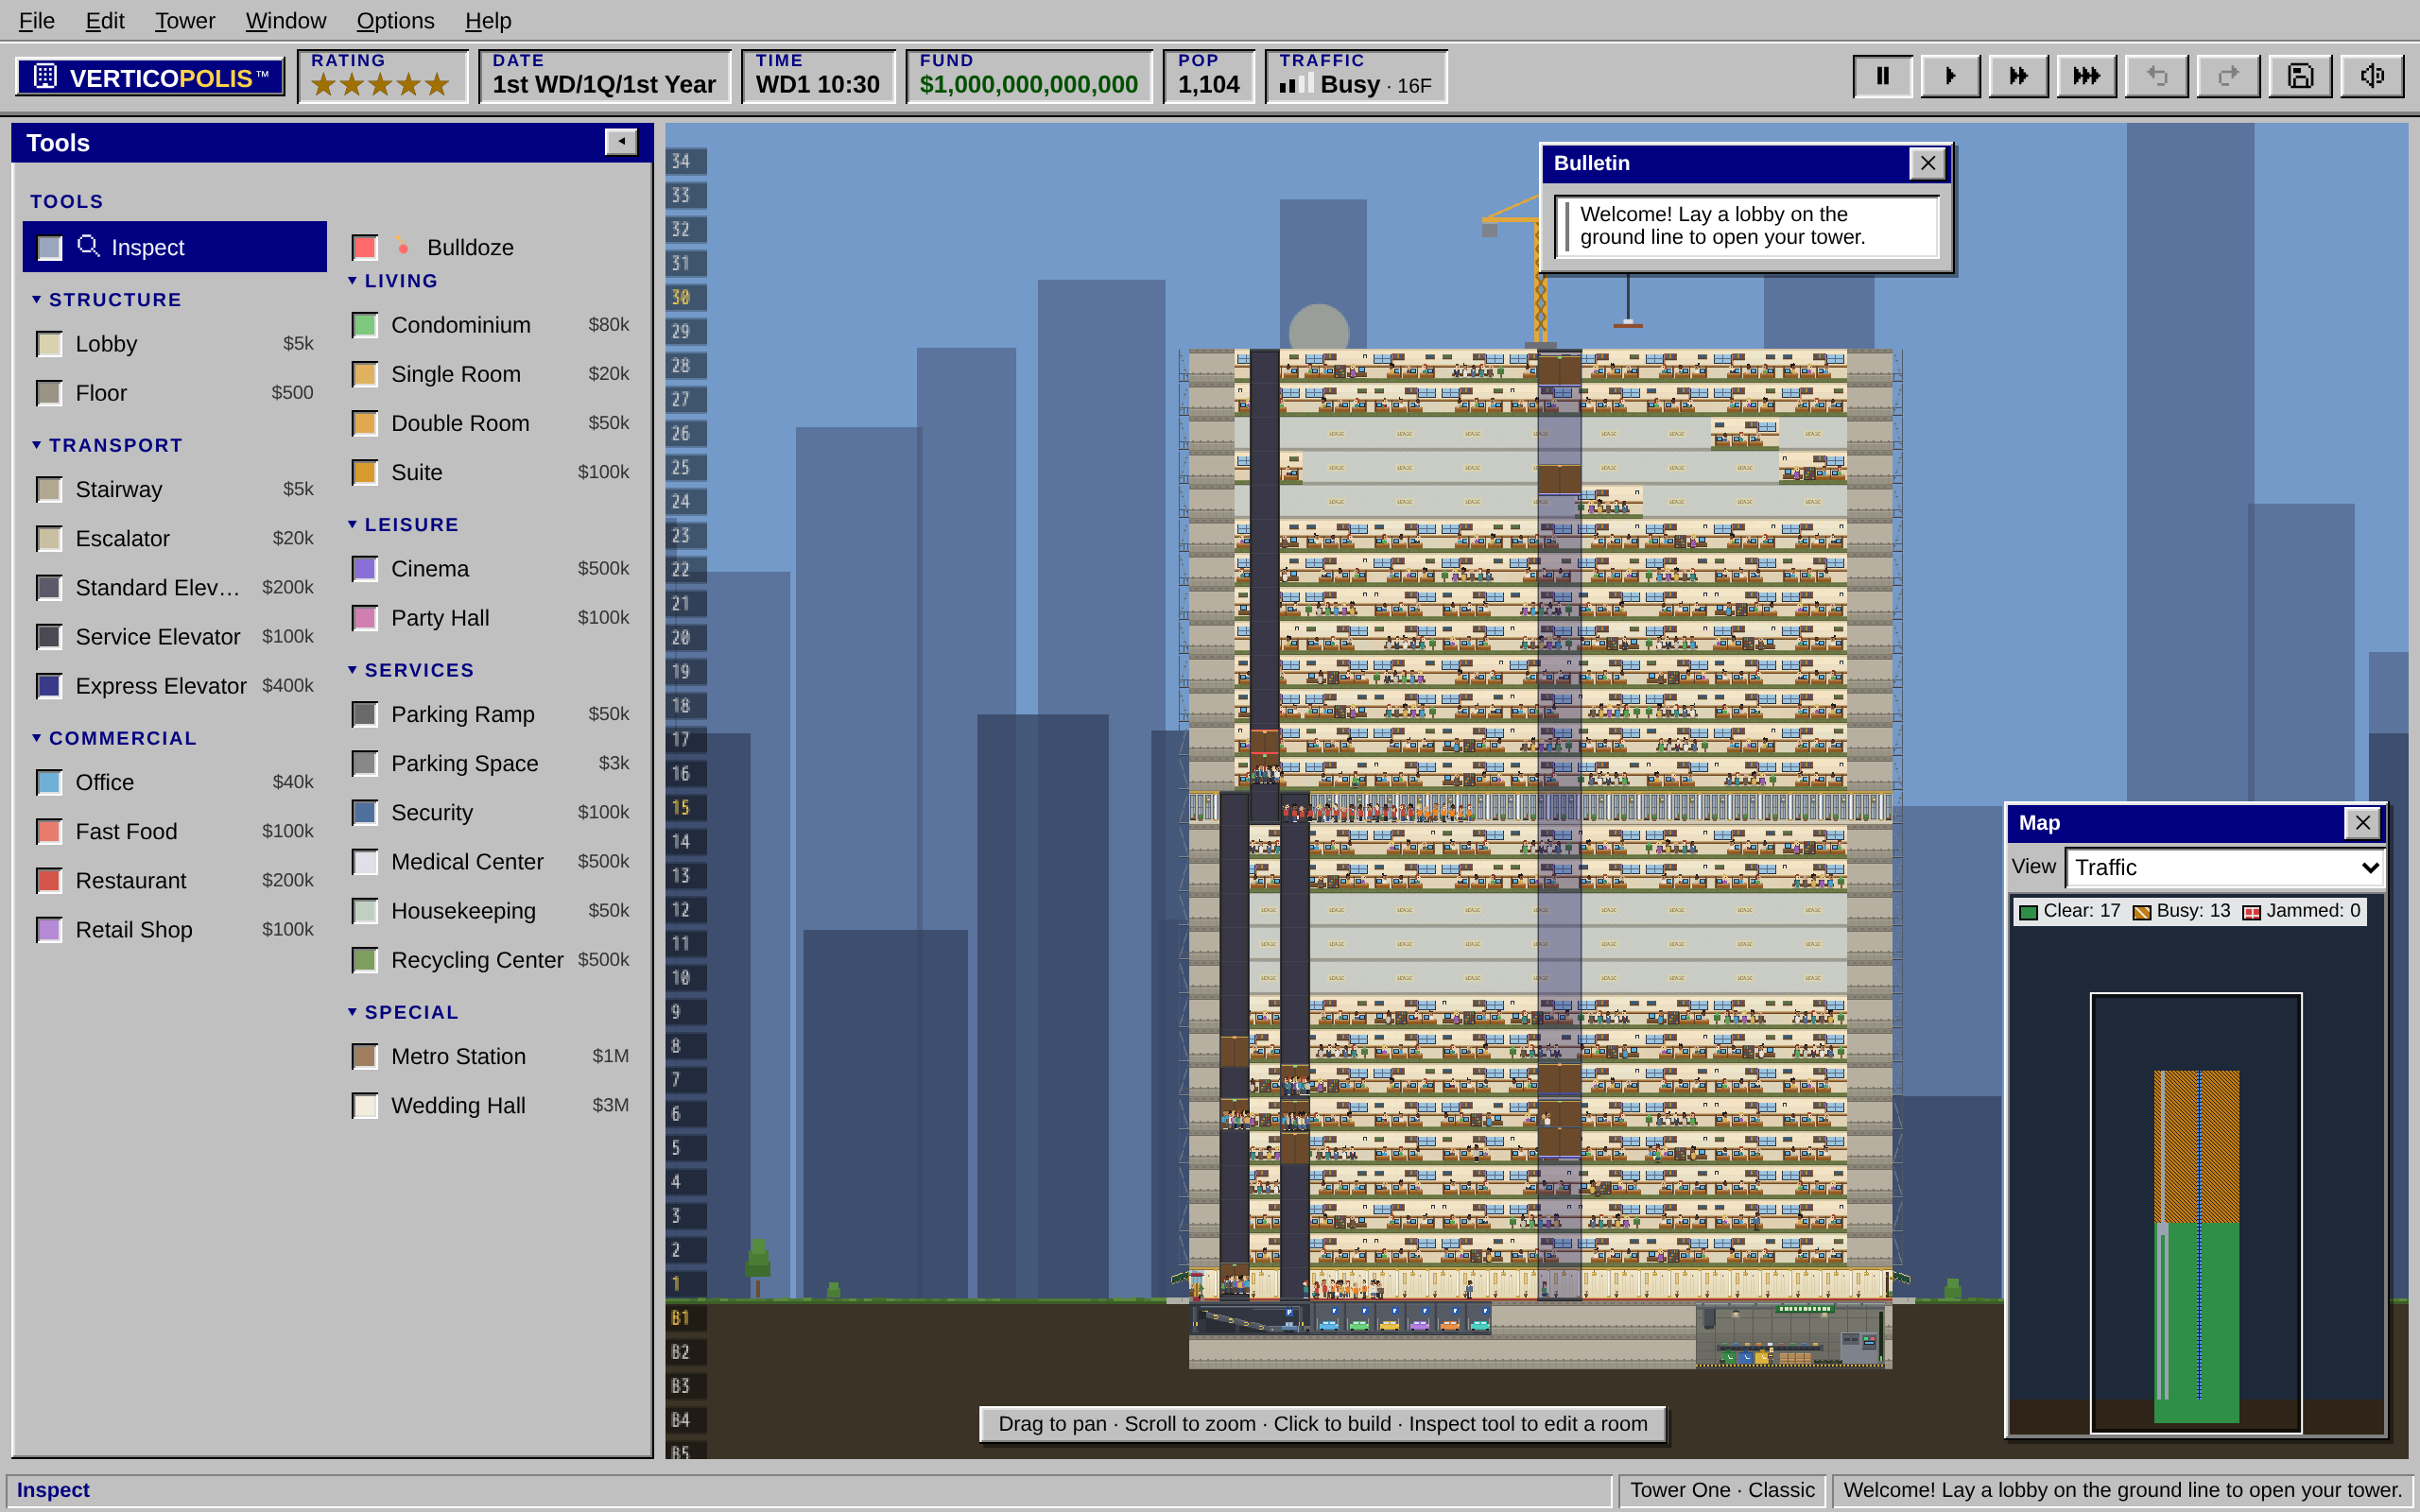 File Edit Tower Window Options Help
VERTICOPOLIS™
RATING
★★★★★
DATE
1st WD/1Q/1st Year
TIME
WD1 10:30
FUND
$1,000,000,000,000
POP
1,104
TRAFFIC
Busy · 16F
Tools
TOOLS
Inspect
Bulldoze
STRUCTURE
Lobby $5k
Floor $500
TRANSPORT
Stairway $5k
Escalator $20k
Standard Elev… $200k
Service Elevator $100k
Express Elevator $400k
COMMERCIAL
Office $40k
Fast Food $100k
Restaurant $200k
Retail Shop $100k
LIVING
Condominium $80k
Single Room $20k
Double Room $50k
Suite $100k
LEISURE
Cinema $500k
Party Hall $100k
SERVICES
Parking Ramp $50k
Parking Space $3k
Security $100k
Medical Center $500k
Housekeeping $50k
Recycling Center $500k
SPECIAL
Metro Station $1M
Wedding Hall $3M
34
33
32
31
30
29
28
27
26
25
24
23
22
21
20
19
18
17
16
15
14
13
12
11
10
9
8
7
6
5
4
3
2
1
B1
B2
B3
B4
B5
Bulletin
Welcome! Lay a lobby on the
ground line to open your tower.
Map
View Traffic
Clear: 17 Busy: 13 Jammed: 0
Drag to pan · Scroll to zoom · Click to build · Inspect tool to edit a room
Inspect
Tower One · Classic
Welcome! Lay a lobby on the ground line to open your tower.